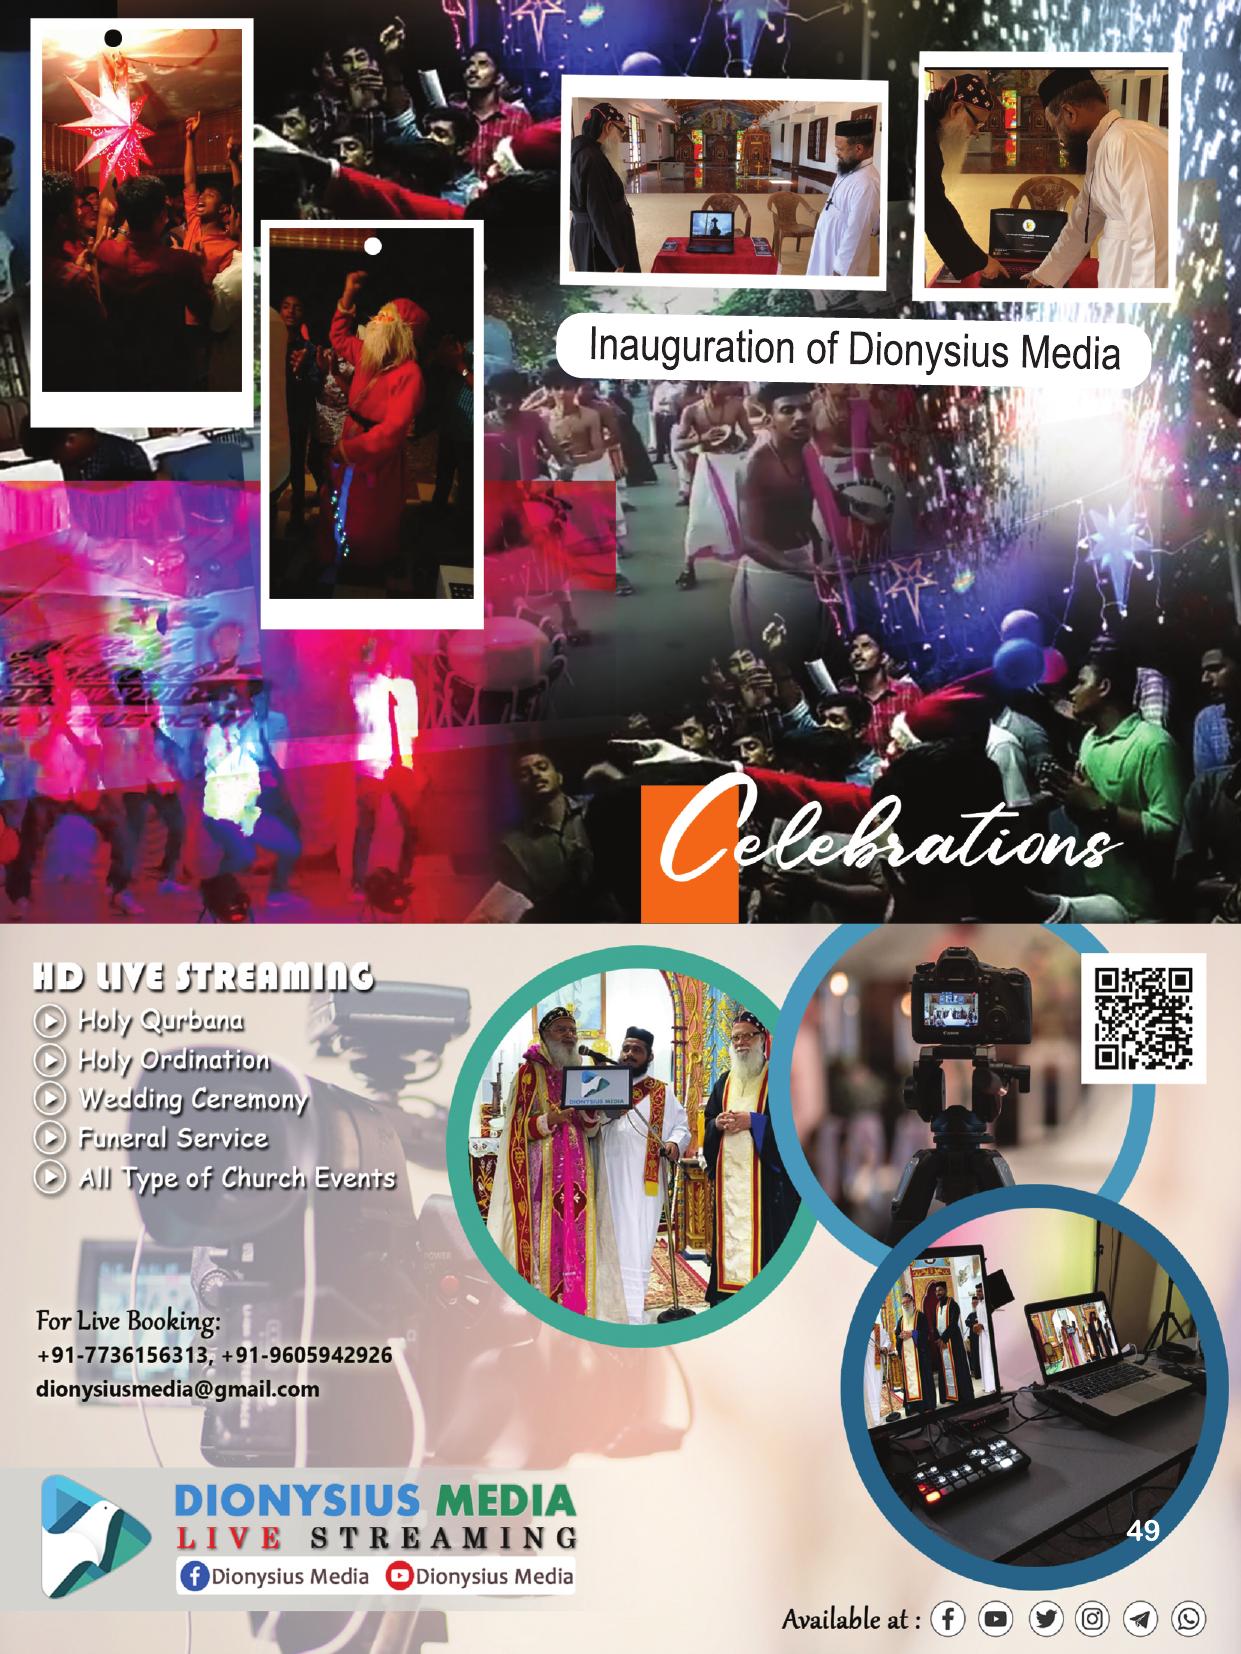 Inauguration of Dionysius Media
Celebrations
HD LIVE STREAMING
Holy Qurbana
Holy Ordination
Wedding Ceremony
Funeral Service
All Type of Church Events
DIONYSIUS MEDIA
For Live Booking:
+91-7736156313, +91-9605942926
dionysiusmedia@gmail.com
DIONYSIUS MEDIA
LIVE STREAMING
Dionysius Media Dionysius Media
49
Available at :